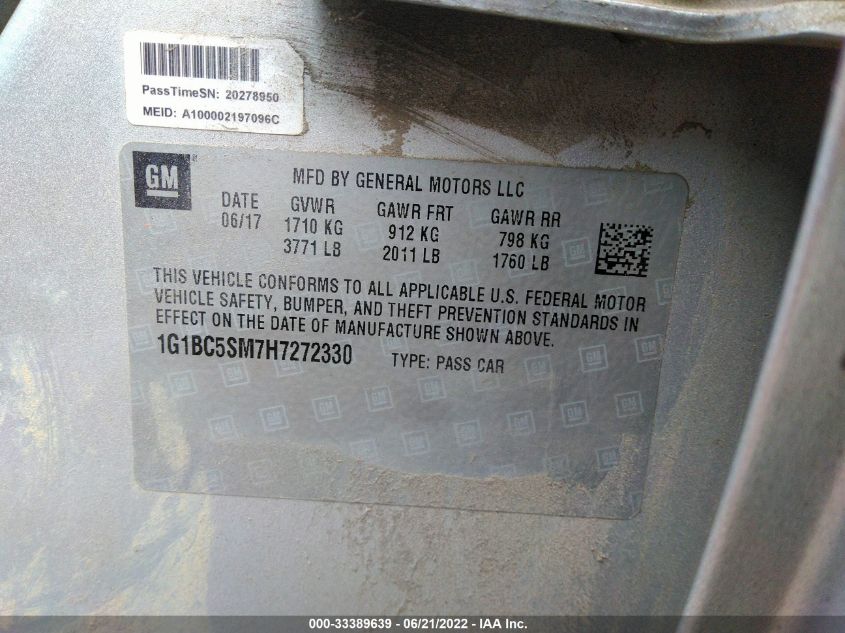 PassTimeSN: 20278950
MEID: A100002197096C
GM
MFD BY GENERAL MOTORS LLC
DATE GVWR GAWR FRT GAWR RR
06/17 1710 KG 912 KG 798 KG
3771 LB 2011 LB 1760 LB
THIS VEHICLE CONFORMS TO ALL APPLICABLE U.S. FEDERAL MOTOR
VEHICLE SAFETY, BUMPER, AND THEFT PREVENTION STANDARDS IN
EFFECT ON THE DATE OF MANUFACTURE SHOWN ABOVE.
1G1BC5SM7H7272330 TYPE: PASS CAR
000-33389639 - 06/21/2022 - IAA Inc.